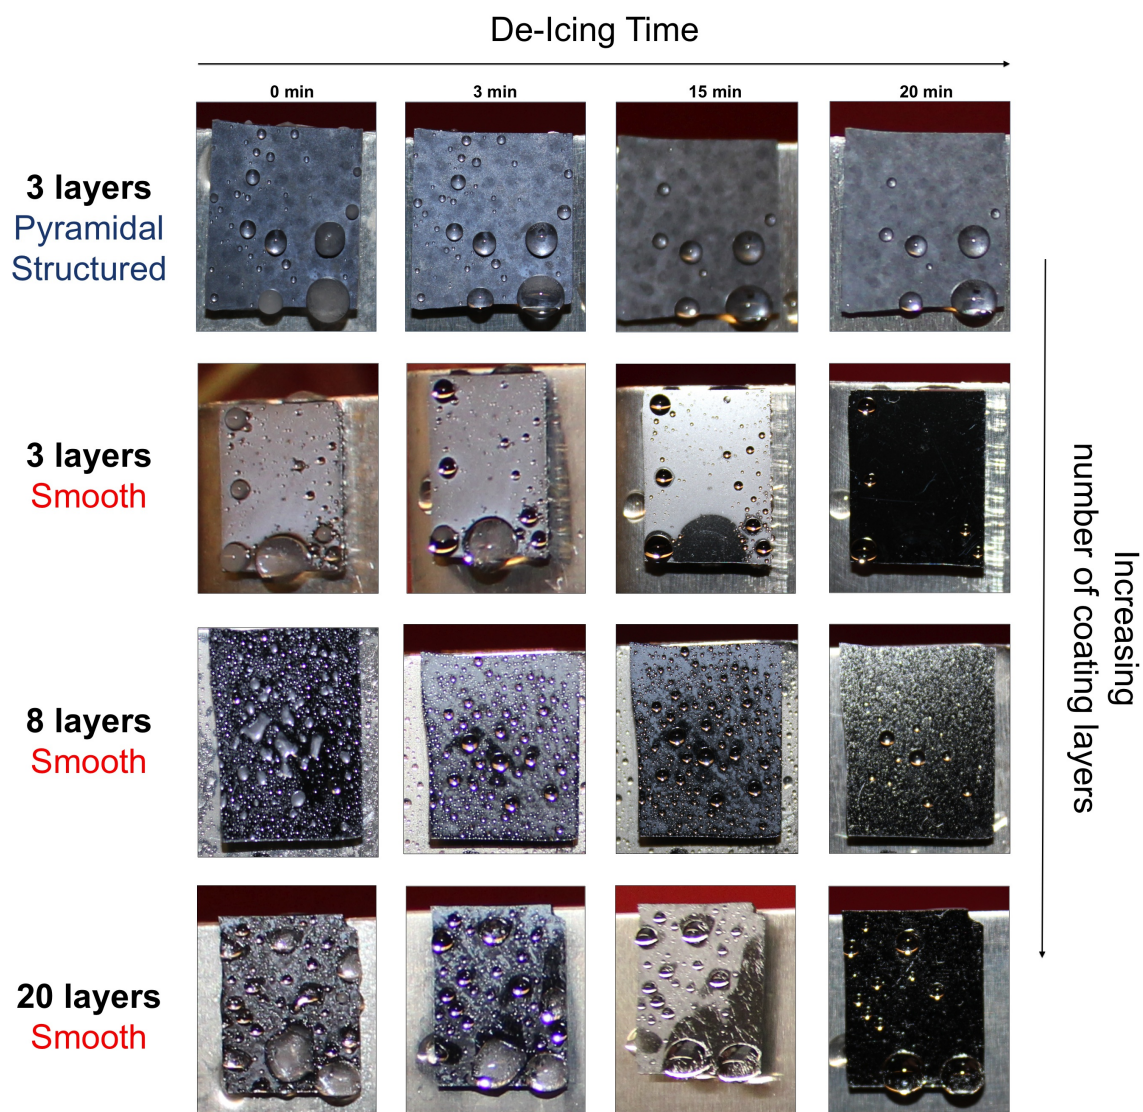 De-Icing Time
0 min
3 min
15 min
20 min
3 layers
Pyramidal
Structured
3 layers
Smooth
8 layers
Smooth
20 layers
Smooth
Increasing
number of coating layers